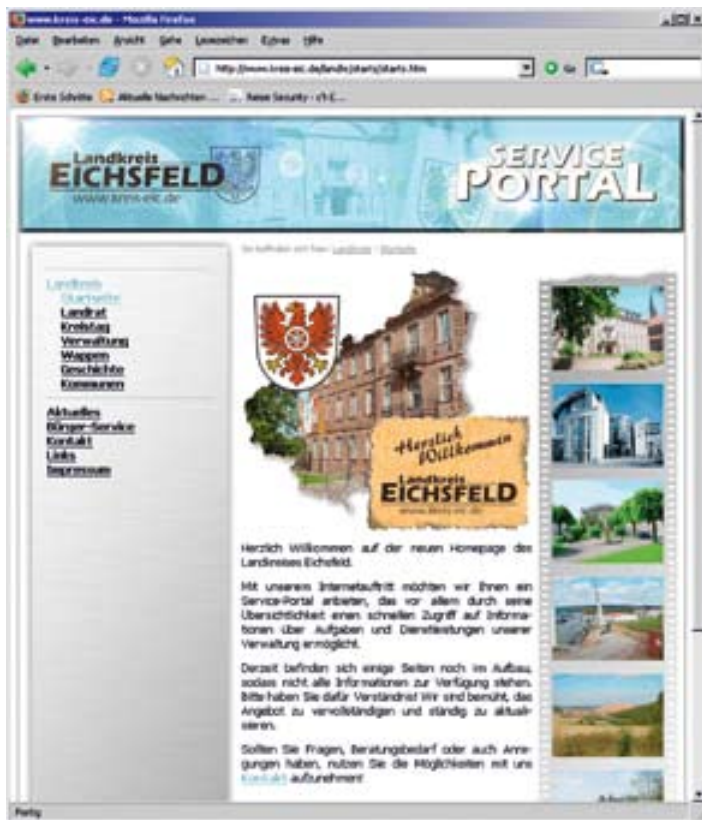 www.kreis-eic.de - Mozilla Firefox
Datei Bearbeiten Ansicht Gehe Lesezeichen Extras Hilfe
Go
Erste Schritte Aktuelle Nachrichten ...
Landkreis
EICHSFELD
www.kreis-eic.de
SERVICE
PORTAL
Sie befinden sich hier: Landkreis - Startseite
Landkreis
Startseite
Landrat
Kreistag
Verwaltung
Wappen
Geschichte
Kommunen
Aktuelles
Bürger-Service
Kontakt
Links
Impressum
Herzlich
Willkommen
Landkreis
EICHSFELD
www.kreis-eic.de
Herzlich Willkommen auf der neuen Homepage des
Landkreises Eichsfeld.
Mit unserem Internetauftritt möchten wir Ihnen ein
Service-Portal anbieten, das vor allem durch seine
Übersichtlichkeit einen schnellen Zugriff auf Informa-
tionen über Aufgaben und Dienstleistungen unserer
Verwaltung ermöglicht.
Derzeit befinden sich einige Seiten noch im Aufbau,
sodass nicht alle Informationen zur Verfügung stehen.
Bitte haben Sie dafür Verständnis! Wir sind bemüht, das
Angebot zu vervollständigen und ständig zu aktuali-
sieren.
Sollten Sie Fragen, Beratungsbedarf oder auch Anre-
gungen haben, nutzen Sie die Möglichkeiten mit uns
Kontakt aufzunehmen!
Fertig